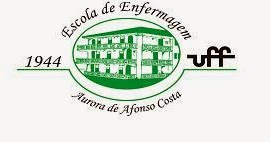 Escola de Enfermagem
1944
uff
Aurora de Afonso Costa